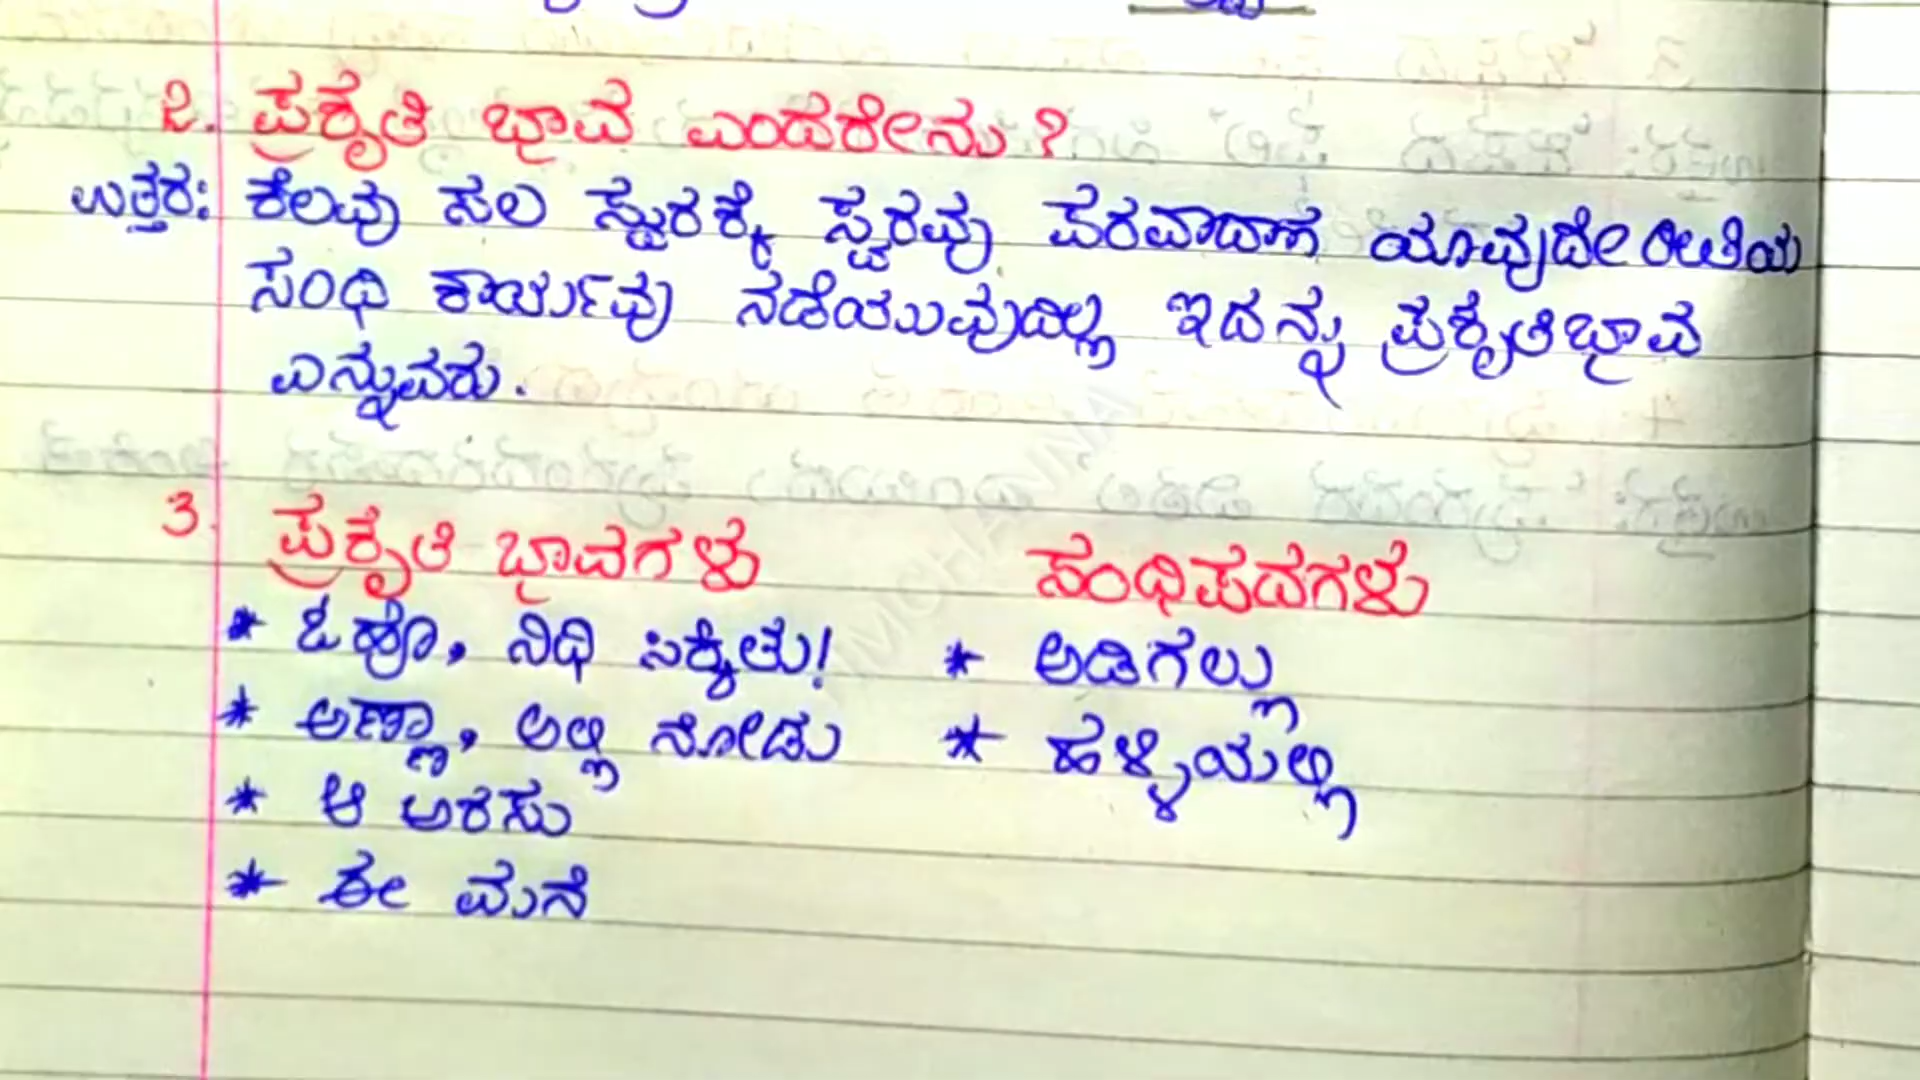 2. ಪ್ರಕೃತಿ ಭಾವ ಎಂದರೇನು?
ಉತ್ತರ: ಕೆಲವು ಸಲ ಸ್ವರಕ್ಕೆ ಸ್ವರವು ಪರವಾದಾಗ ಯಾವುದೇ ರೀತಿಯ
ಸಂಧಿ ಕಾರ್ಯವು ನಡೆಯುವುದಿಲ್ಲ ಇದನ್ನು ಪ್ರಕೃತಿಭಾವ
ಎನ್ನುವರು.
3. ಪ್ರಕೃತಿ ಭಾವಗಳು ಸಂಧಿಪದಗಳು
* ಓಹೊ, ನಿಧಿ ಸಿಕ್ಕಿತು! * ಅಡಿಗೆಲ್ಲು
* ಅಣ್ಣಾ, ಅಲ್ಲಿ ನೋಡು * ಹಳ್ಳಿಯಲ್ಲಿ
* ಆ ಅರಸು
* ಈ ಮನೆ